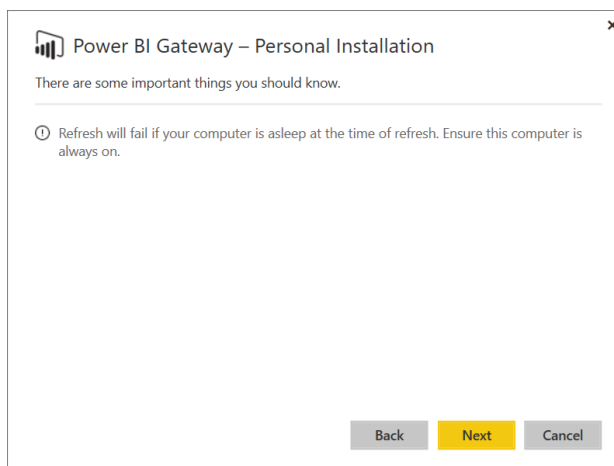 Power BI Gateway – Personal Installation
There are some important things you should know.
Refresh will fail if your computer is asleep at the time of refresh. Ensure this computer is
always on.
Back Next Cancel